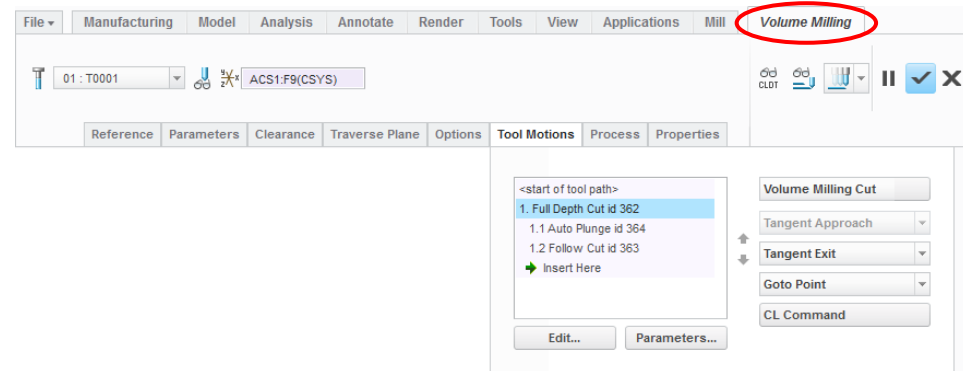 File Manufacturing Model Analysis Annotate Render Tools View Applications Mill Volume Milling
01 : T0001 y x z ACS1:F9(CSYS) CLDT
Reference Parameters Clearance Traverse Plane Options Tool Motions Process Properties
<start of tool path>
1. Full Depth Cut id 362
1.1 Auto Plunge id 364
1.2 Follow Cut id 363
Insert Here
Edit... Parameters...
Volume Milling Cut
Tangent Approach
Tangent Exit
Goto Point
CL Command